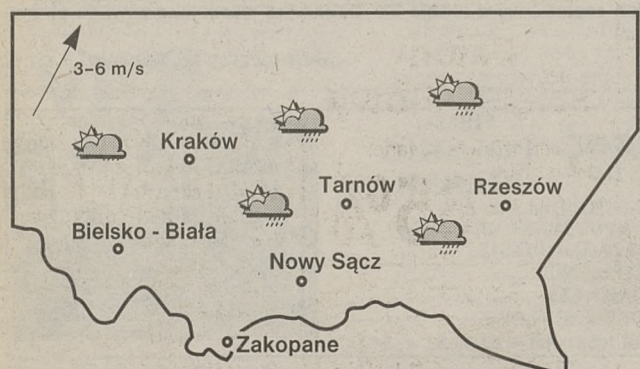 3–6 m/s
Kraków
Tarnów
Rzeszów
Bielsko - Biała
Nowy Sącz
Zakopane